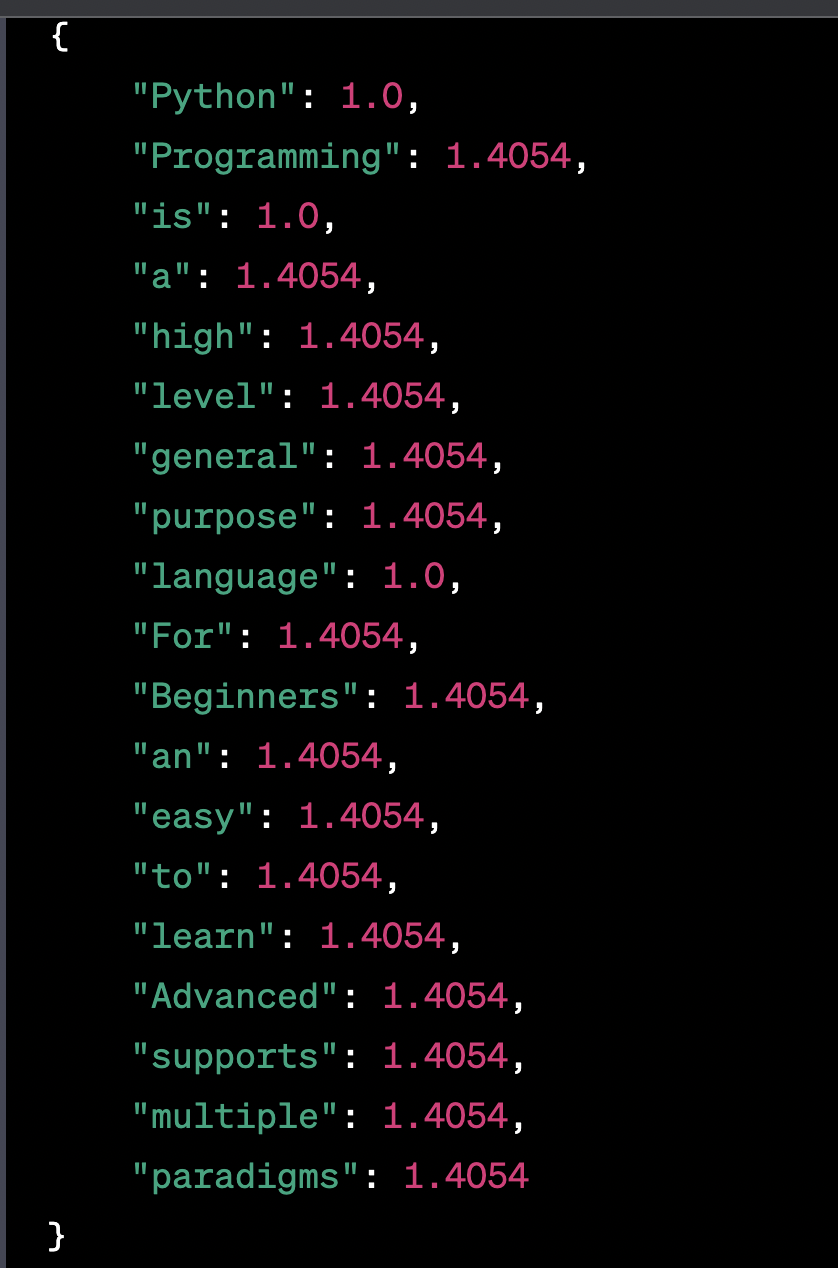 {
"Python": 1.0,
"Programming": 1.4054,
"is": 1.0,
"a": 1.4054,
"high": 1.4054,
"level": 1.4054,
"general": 1.4054,
"purpose": 1.4054,
"language": 1.0,
"For": 1.4054,
"Beginners": 1.4054,
"an": 1.4054,
"easy": 1.4054,
"to": 1.4054,
"learn": 1.4054,
"Advanced": 1.4054,
"supports": 1.4054,
"multiple": 1.4054,
"paradigms": 1.4054
}